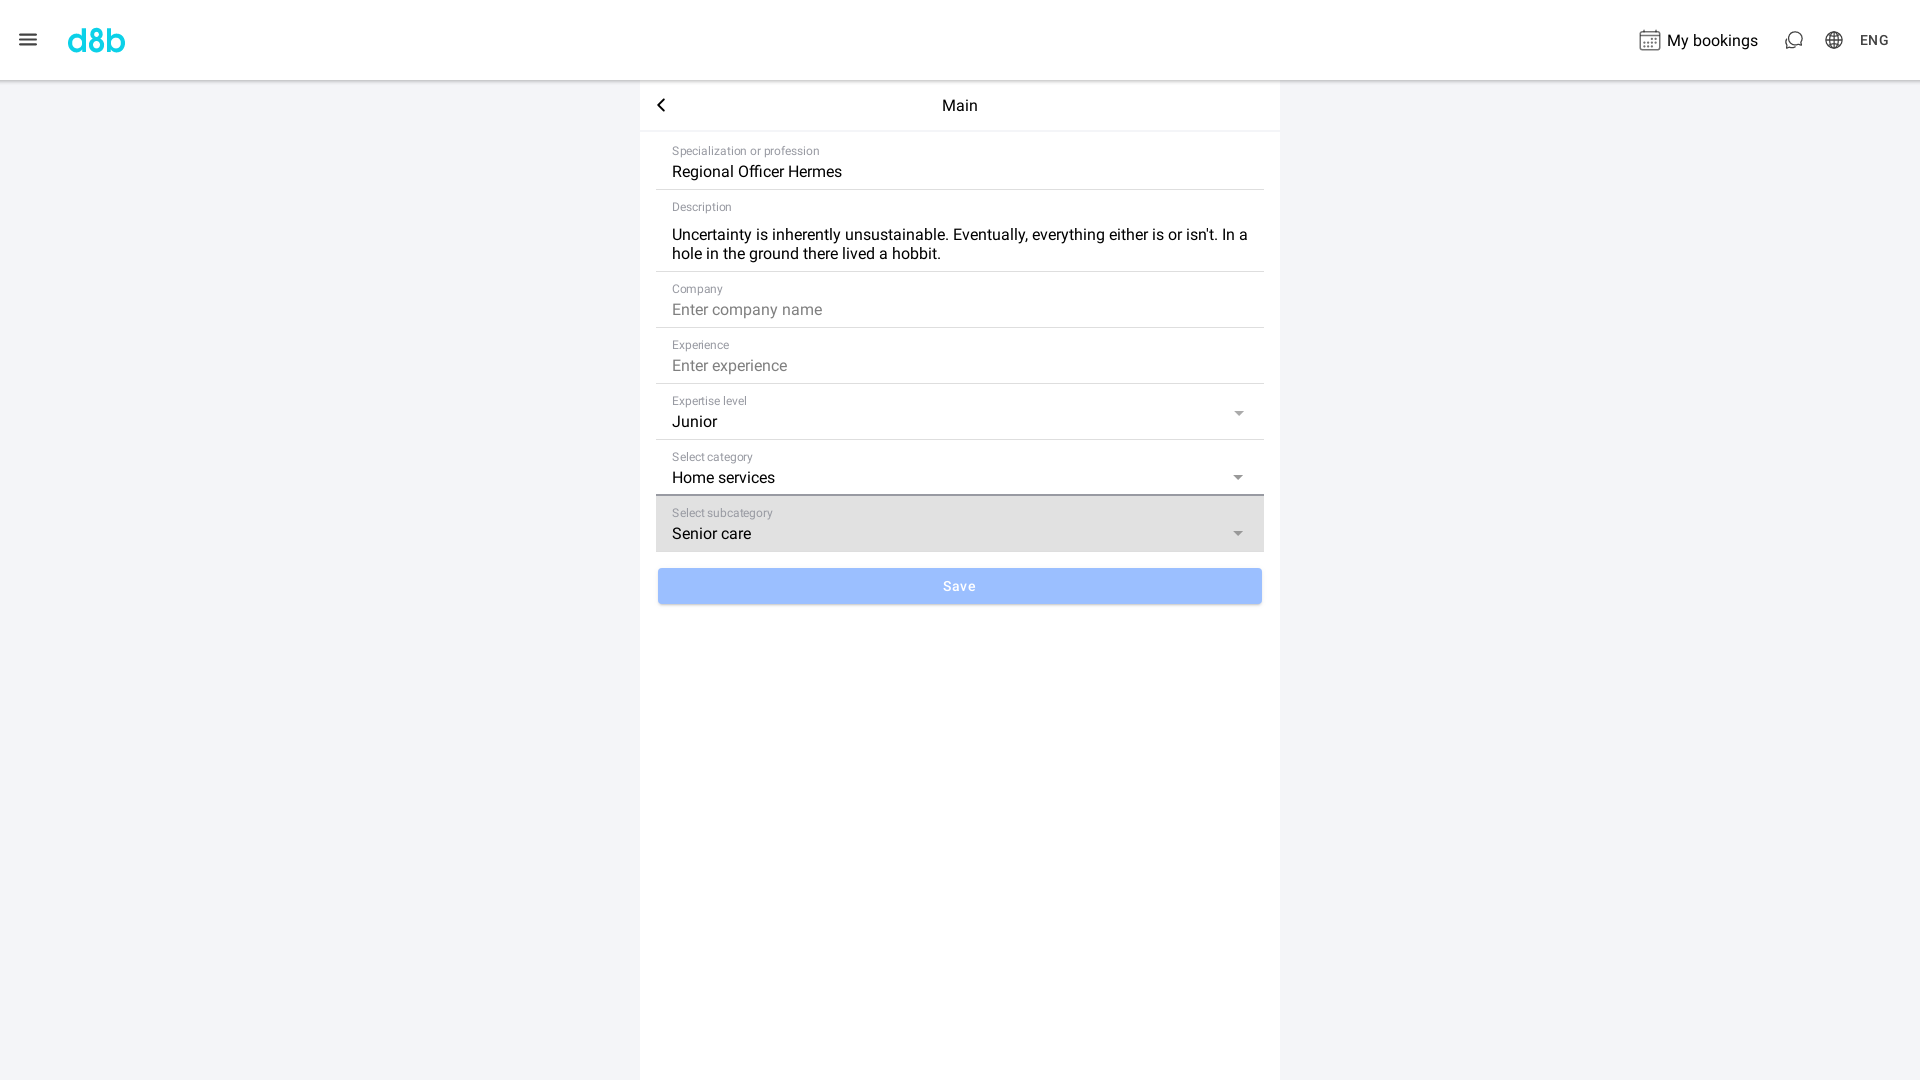 d8b
My bookings
ENG
Main
Specialization or profession
Regional Officer Hermes
Description
Uncertainty is inherently unsustainable. Eventually, everything either is or isn't. In a
hole in the ground there lived a hobbit.
Company
Enter company name
Experience
Enter experience
Expertise level
Junior
Select category
Home services
Select subcategory
Senior care
Save